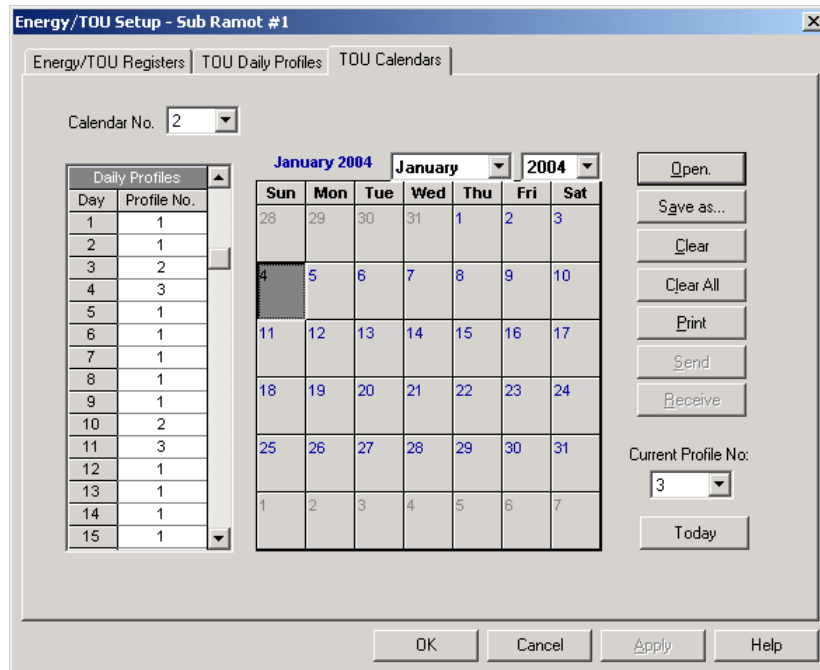 Energy/TOU Setup - Sub Ramot #1
Energy/TOU Registers TOU Daily Profiles TOU Calendars
Calendar No. 2
Daily Profiles
Day Profile No.
1 1
2 1
3 2
4 3
5 1
6 1
7 1
8 1
9 1
10 2
11 3
12 1
13 1
14 1
15 1
January 2004 January 2004
Sun Mon Tue Wed Thu Fri Sat
28 29 30 31 1 2 3
4 5 6 7 8 9 10
11 12 13 14 15 16 17
18 19 20 21 22 23 24
25 26 27 28 29 30 31
1 2 3 4 5 6 7
Open.
Save as...
Clear
Clear All
Print
Send
Receive
Current Profile No:
3
Today
OK Cancel Apply Help